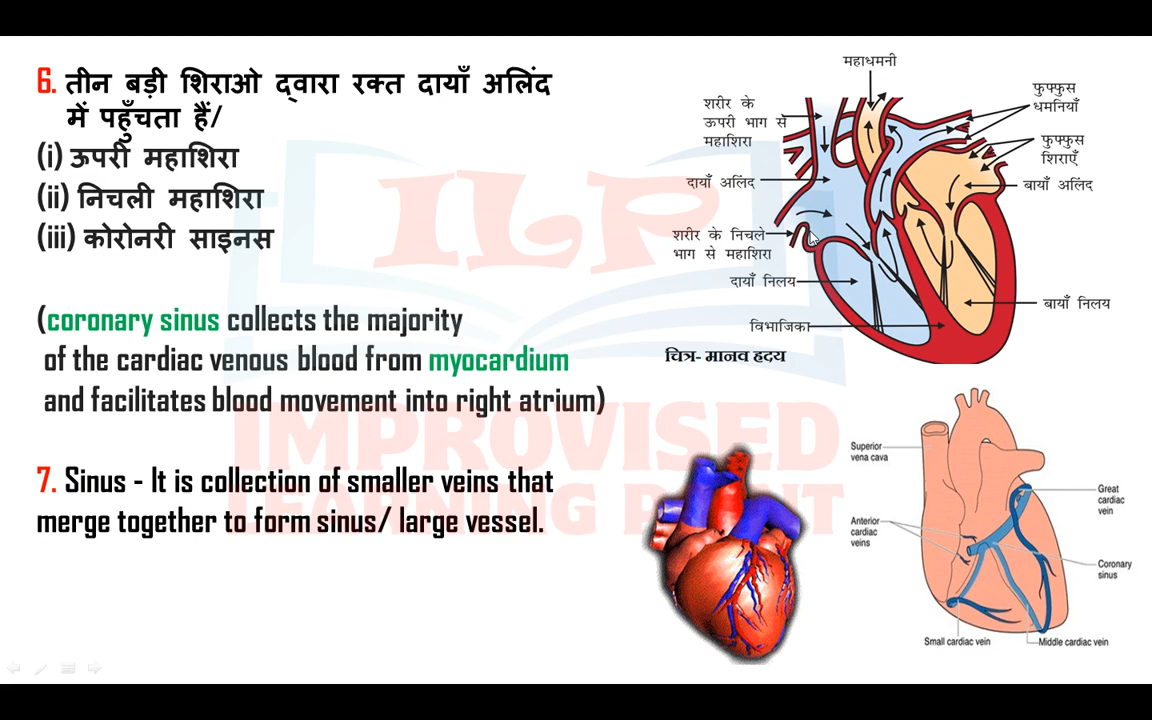 6. तीन बड़ी शिराओ द्वारा रक्त दायाँ अलिंद
में पहुँचता हैं/
(i) ऊपरी महाशिरा
(ii) निचली महाशिरा
(iii) कोरोनरी साइनस
(coronary sinus collects the majority
of the cardiac venous blood from myocardium
and facilitates blood movement into right atrium)
7. Sinus - It is collection of smaller veins that
merge together to form sinus/ large vessel.
महाधमनी
शरीर के
ऊपरी भाग से
महाशिरा
फुफ्फुस
धमनियाँ
फुफ्फुस
शिराएँ
दायाँ अलिंद
बायाँ अलिंद
शरीर के निचले
भाग से महाशिरा
दायाँ निलय
बायाँ निलय
विभाजिका
चित्र- मानव हृदय
Superior
vena cava
Great
cardiac
vein
Anterior
cardiac
veins
Coronary
sinus
Small cardiac vein
Middle cardiac vein
ILP
IMPROVISED
LEARNING P NT